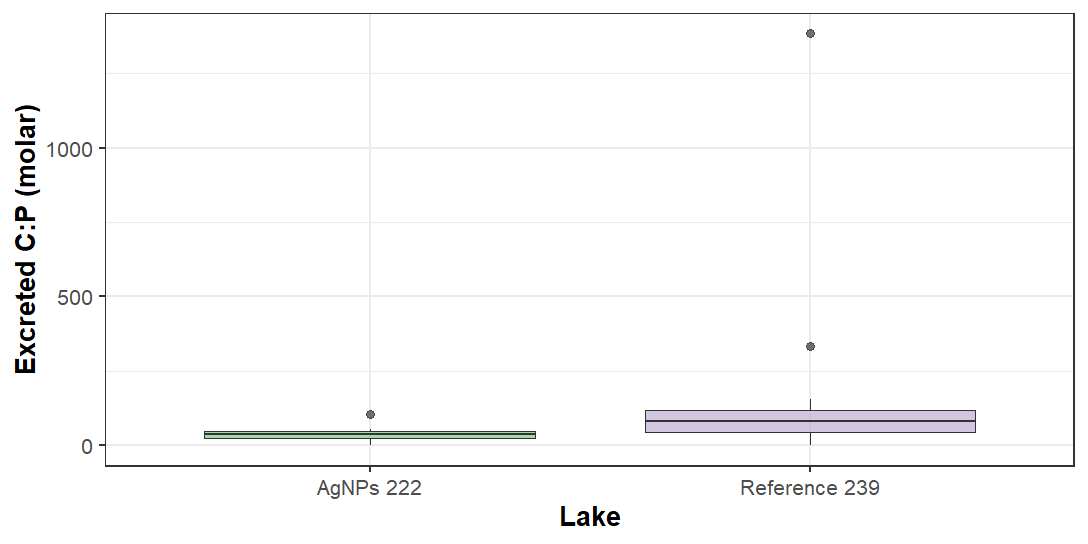 Excreted C:P (molar)
1000
500
0
AgNPs 222
Reference 239
Lake